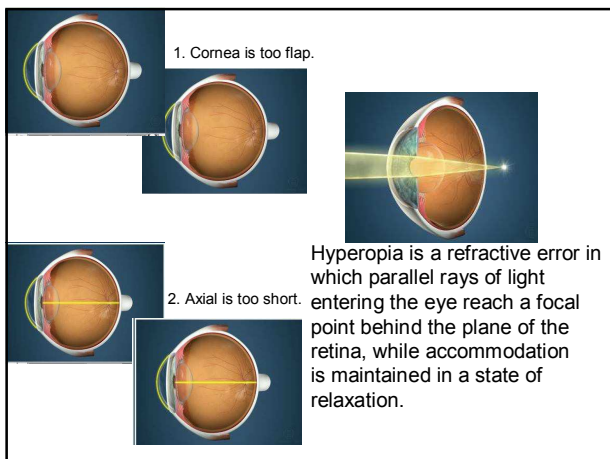 1. Cornea is too flap.
2. Axial is too short.
Hyperopia is a refractive error in
which parallel rays of light
entering the eye reach a focal
point behind the plane of the
retina, while accommodation
is maintained in a state of
relaxation.